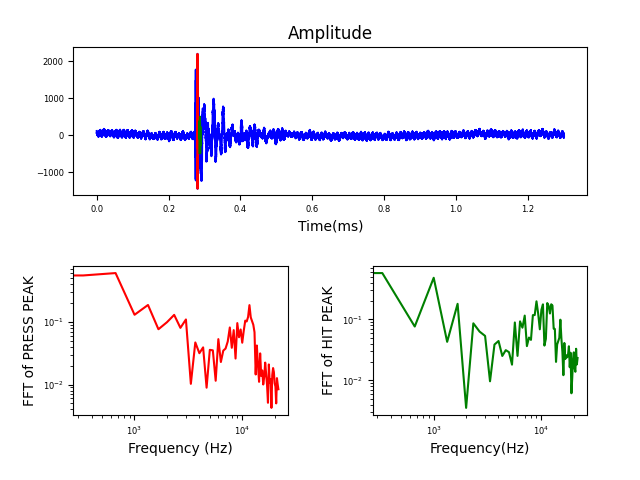 Amplitude
2000
1000
0
−1000
0.0 0.2 0.4 0.6 0.8 1.0 1.2
Time(ms)
FFT of PRESS PEAK
10⁻¹
10⁻²
10³ 10⁴
Frequency (Hz)
FFT of HIT PEAK
10⁻¹
10⁻²
10³ 10⁴
Frequency(Hz)